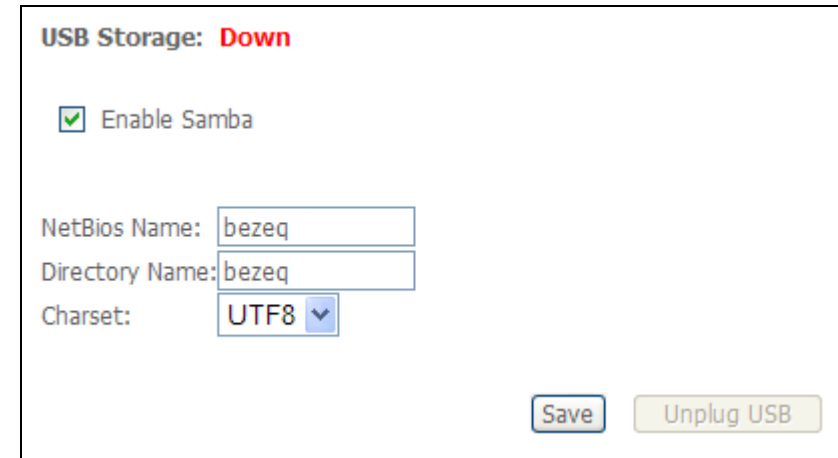 USB Storage: Down
Enable Samba
NetBios Name: bezeq
Directory Name: bezeq
Charset: UTF8
Save Unplug USB